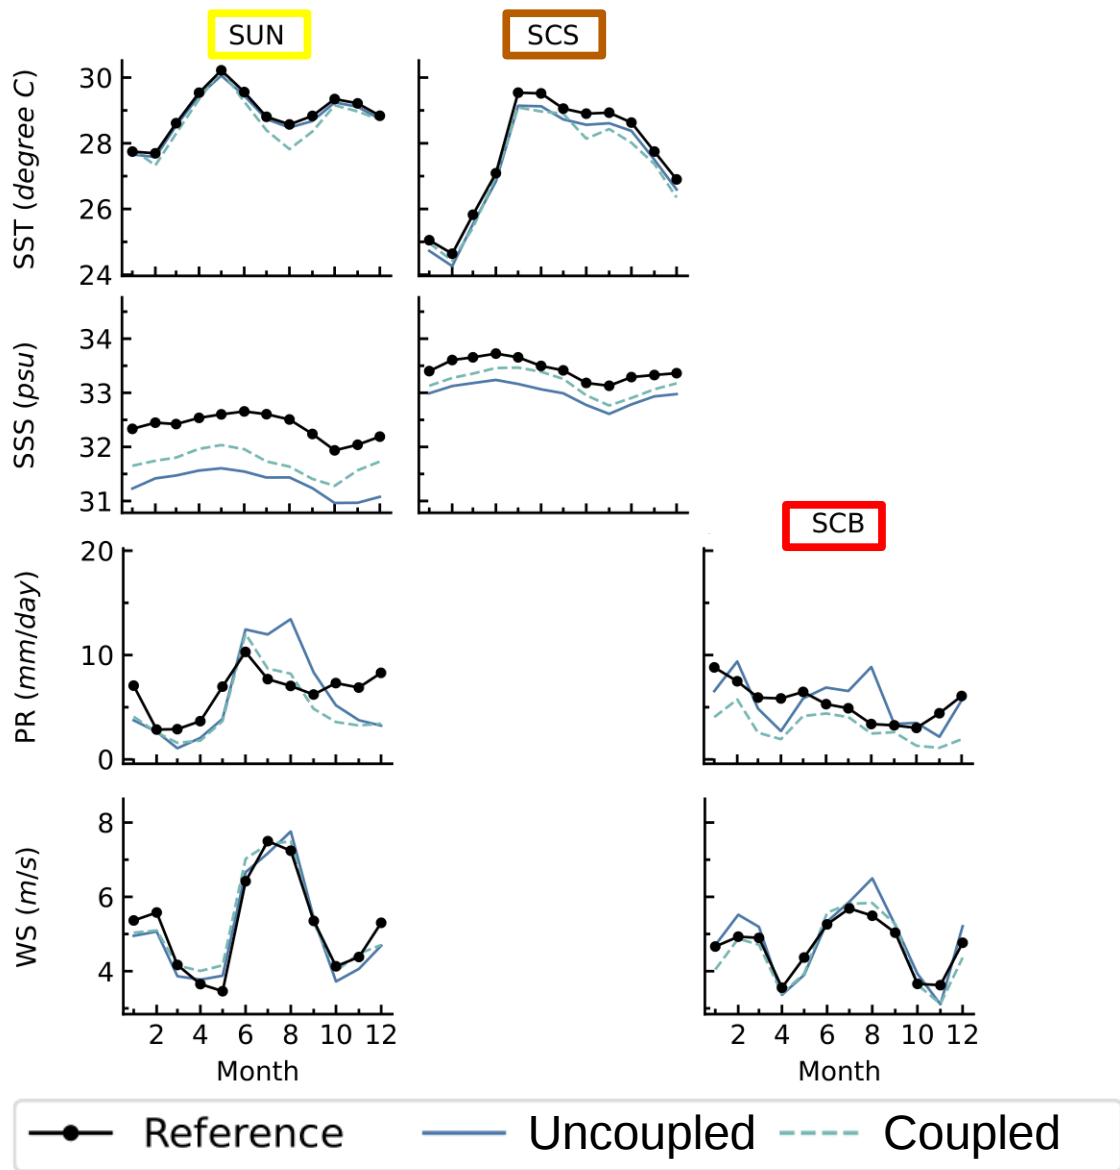 SUN
SCS
SST (degree C)
30
28
26
24
SSS (psu)
34
33
32
31
SCB
PR (mm/day)
20
10
0
WS (m/s)
8
6
4
2 4 6 8 10 12
2 4 6 8 10 12
Month
Month
Reference Uncoupled Coupled